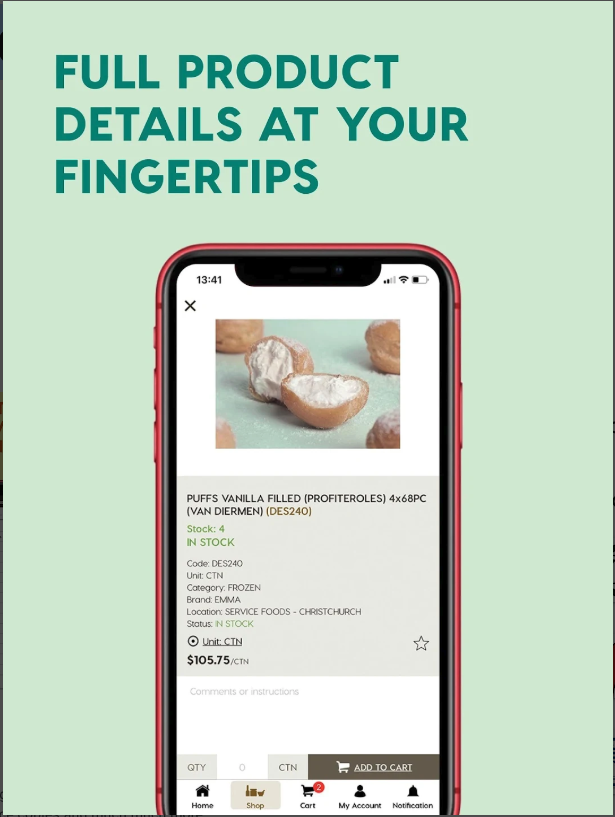 FULL PRODUCT
DETAILS AT YOUR
FINGERTIPS
13:41
PUFFS VANILLA FILLED (PROFITEROLES) 4x68PC
(VAN DIERMEN) (DES240)
Stock: 4
IN STOCK
Code: DES240
Unit: CTN
Category: FROZEN
Brand: EMMA
Location: SERVICE FOODS - CHRISTCHURCH
Status: IN STOCK
Unit: CTN
$105.75/CTN
Comments or instructions
QTY 0 CTN ADD TO CART
2
Home Shop Cart My Account Notification